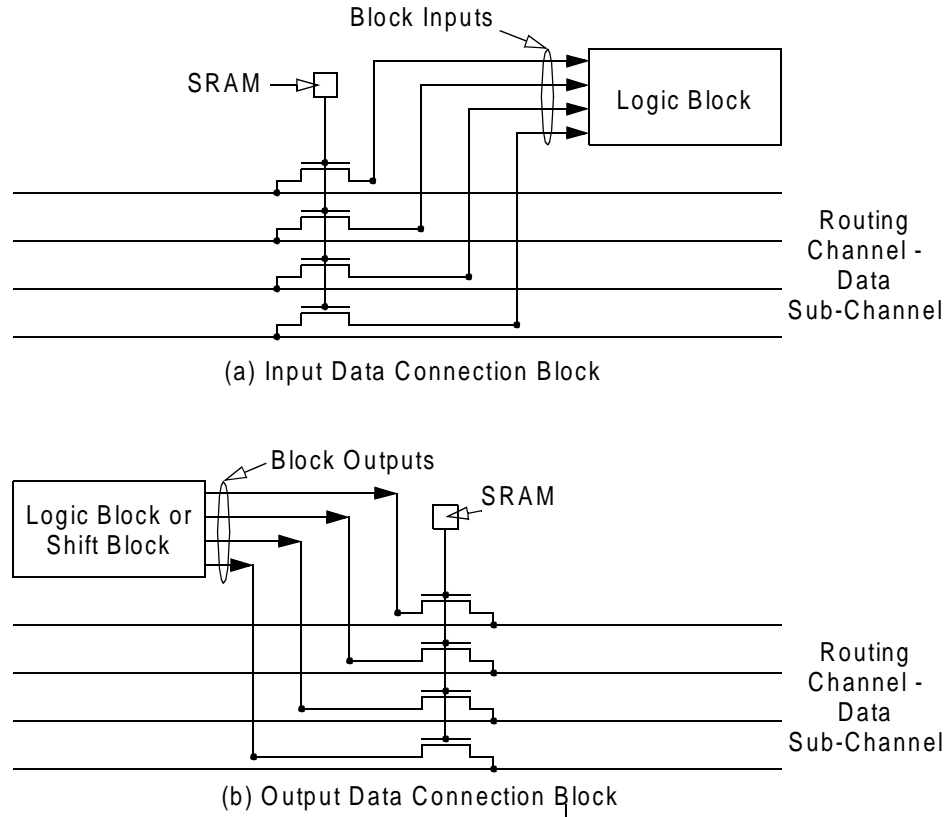 Block Inputs
SRAM
Logic Block
Routing
Channel -
Data
Sub-Channel
(a) Input Data Connection Block
Block Outputs
SRAM
Logic Block or
Shift Block
Routing
Channel -
Data
Sub-Channel
(b) Output Data Connection Block